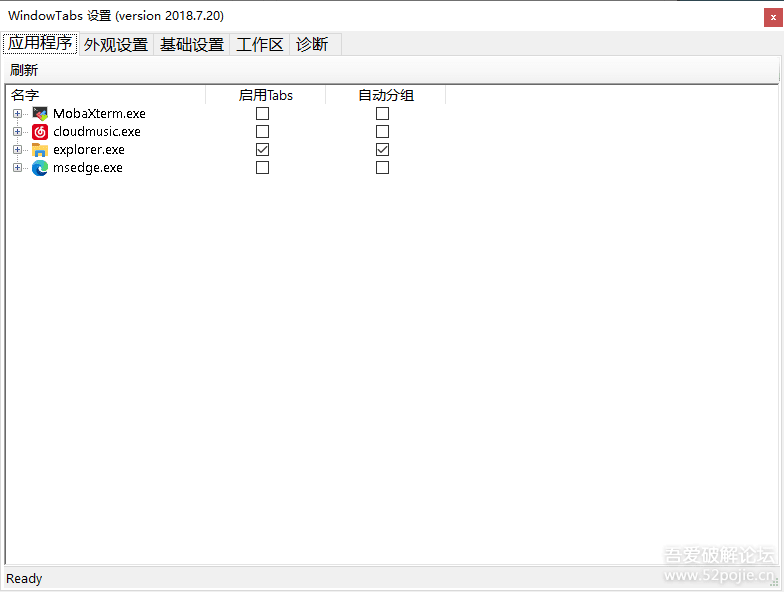 WindowTabs 设置 (version 2018.7.20)
x
应用程序 外观设置 基础设置 工作区 诊断
刷新
名字 启用Tabs 自动分组
MobaXterm.exe
cloudmusic.exe
explorer.exe
msedge.exe
吾爱破解论坛
www.52pojie.cn
Ready